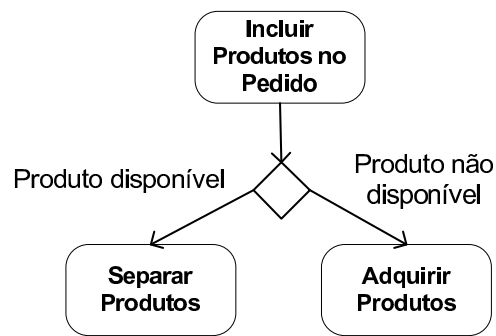 Incluir
Produtos no
Pedido
Produto disponível
Produto não
disponível
Separar
Produtos
Adquirir
Produtos